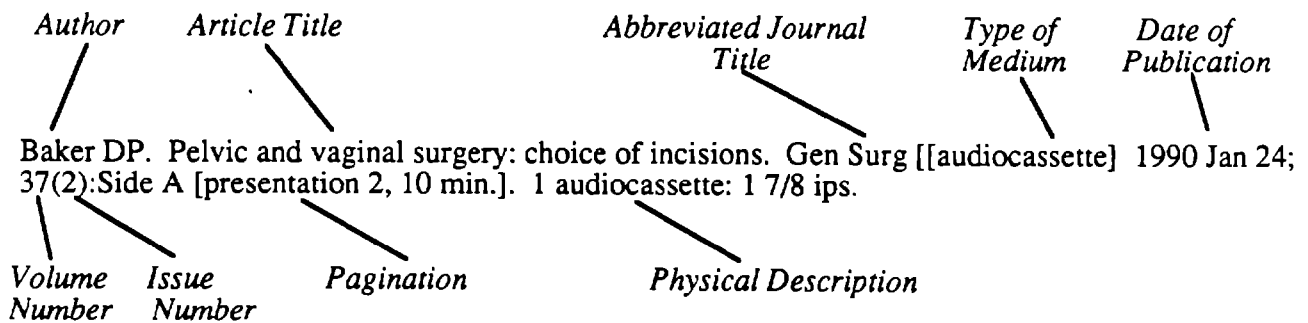 Author Article Title Abbreviated Journal Type of Date of
Title Medium Publication
Baker DP. Pelvic and vaginal surgery: choice of incisions. Gen Surg [[audiocassette] 1990 Jan 24;
37(2):Side A [presentation 2, 10 min.]. 1 audiocassette: 1 7/8 ips.
Volume Issue Pagination Physical Description
Number Number